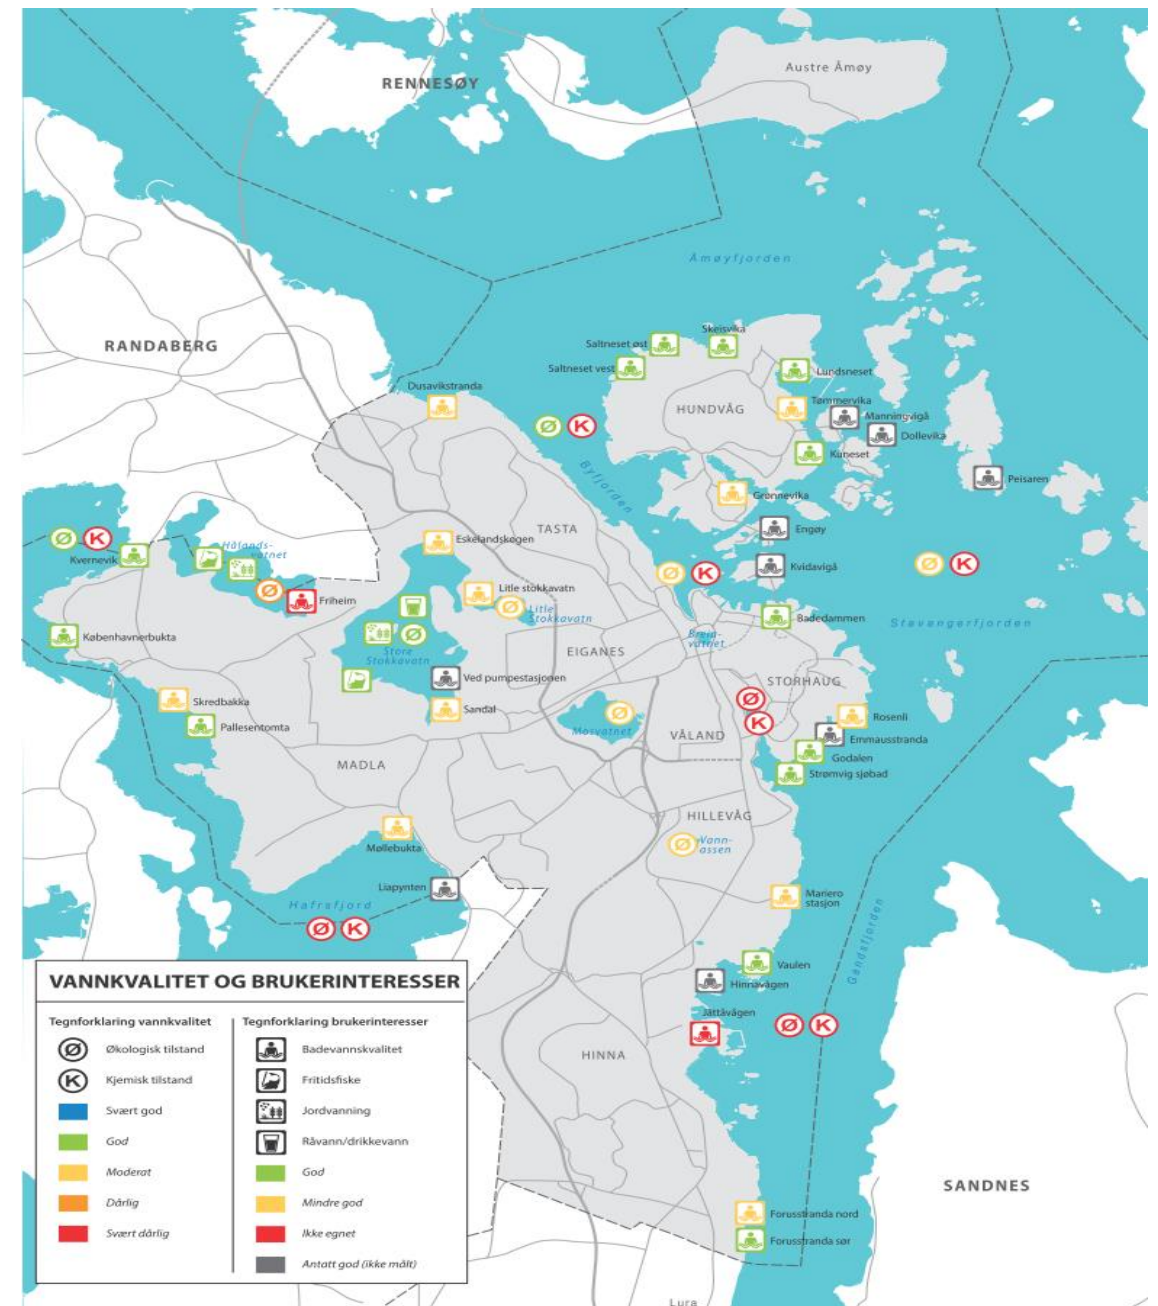 Austre Åmøy
RENNESØY
Åmøyfjorden
RANDABERG
Skeisvika
Saltneset øst
Saltneset vest
Lundsneset
Dusavikstranda
Tømmervika
HUNDVÅG
Manningvigå
Ø K
Dollevika
Kuneset
Byfjorden
Peisaren
Grønnevika
TASTA
Engøy
Ø K
Hålands-
vatnet
Eskelandskogen
Kvernevik
Ø K
Kvidavigå
Ø K
Ø
Friheim
Litle stokkavatn
Ø
Litle
Stokkavatn
Badedammen
Stavangerfjorden
Københavnerbukta
Ø
Store
Stokkavatn
EIGANES
Breia-
vatnet
Ved pumpestasjonen
STORHAUG
Skredbakka
Sandal
Ø
Ø
K
Rosenli
Pallesentomta
Mosvatnet
VÅLAND
Emmausstranda
Godalen
MADLA
Strømvig sjøbad
HILLEVÅG
Møllebukta
Ø
Vann-
assen
Liapynten
Mariero
stasjon
Hafrsfjord
Ø K
Gandsfjorden
Vaulen
Hinnavågen
Jåttåvågen
Ø K
HINNA
SANDNES
Forusstranda nord
Forusstranda sør
Lura
VANNKVALITET OG BRUKERINTERESSER
Tegnforklaring vannkvalitet
Ø Økologisk tilstand
K Kjemisk tilstand
Svært god
God
Moderat
Dårlig
Svært dårlig
Tegnforklaring brukerinteresser
Badevannskvalitet
Fritidsfiske
Jordvanning
Råvann/drikkevann
God
Mindre god
Ikke egnet
Antatt god (ikke målt)